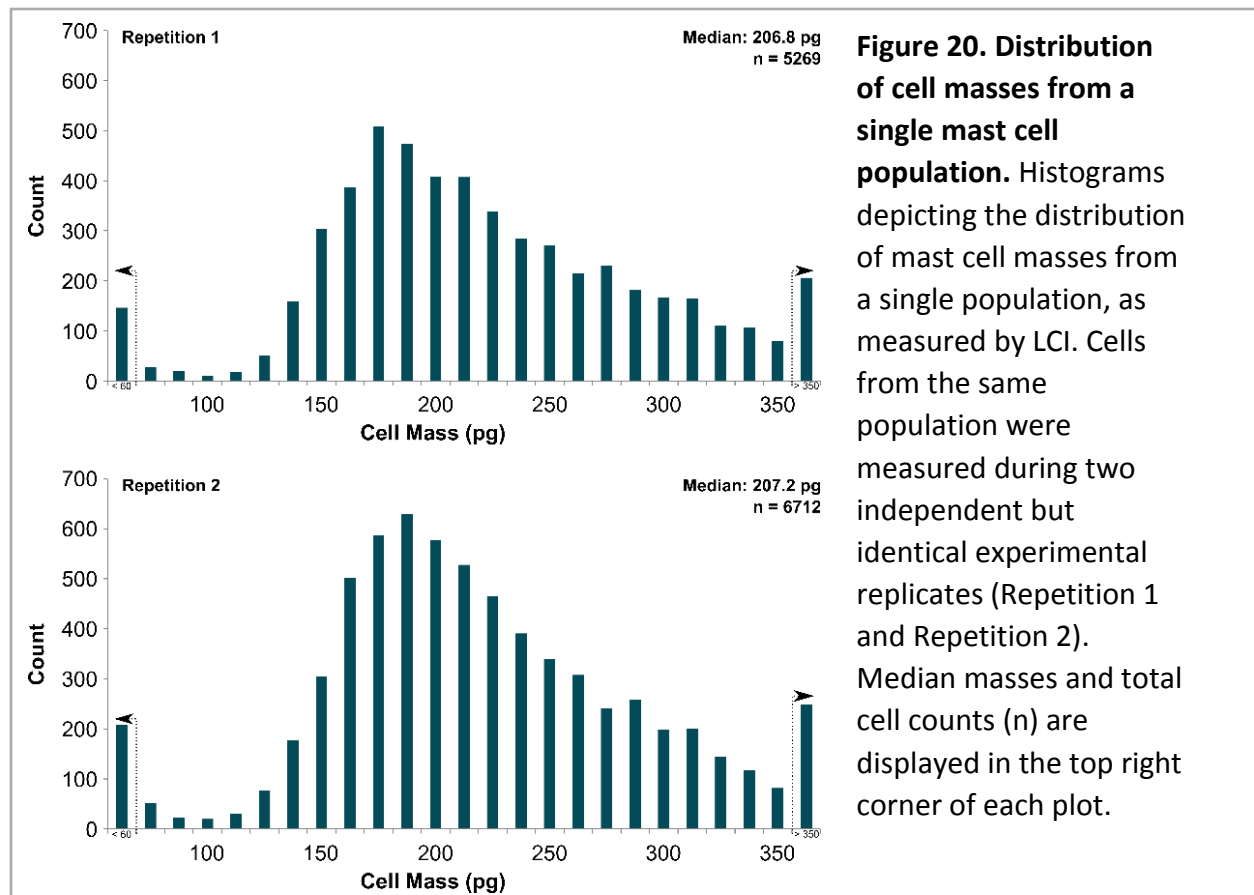 700
600
500
400
300
200
100
0
Count
Repetition 1
Median: 206.8 pg
n = 5269
< 60
100
150
200
250
300
350
> 350
Cell Mass (pg)
700
600
500
400
300
200
100
0
Count
Repetition 2
Median: 207.2 pg
n = 6712
< 60
100
150
200
250
300
350
> 350
Cell Mass (pg)
Figure 20. Distribution
of cell masses from a
single mast cell
population. Histograms
depicting the distribution
of mast cell masses from
a single population, as
measured by LCI. Cells
from the same
population were
measured during two
independent but
identical experimental
replicates (Repetition 1
and Repetition 2).
Median masses and total
cell counts (n) are
displayed in the top right
corner of each plot.